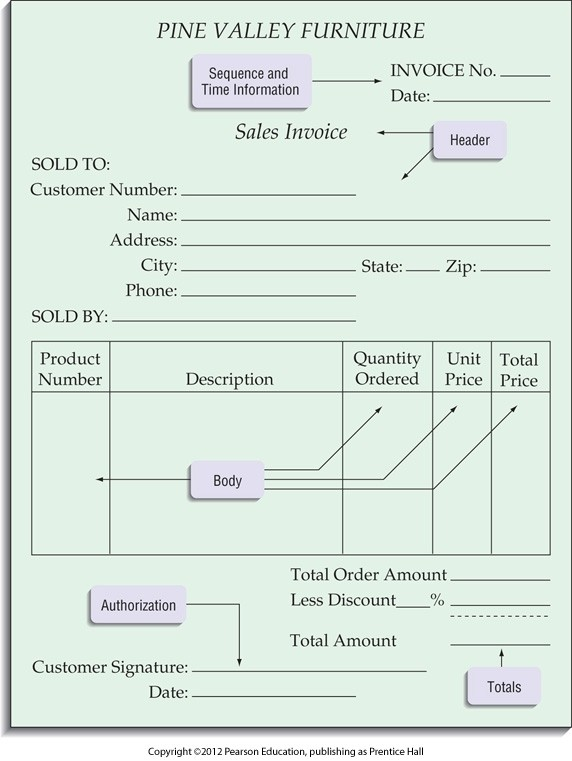 PINE VALLEY FURNITURE
Sequence and
Time Information
INVOICE No.
Date:
Sales Invoice
Header
SOLD TO:
Customer Number:
Name:
Address:
City: State: Zip:
Phone:
SOLD BY:
Product Number Description Quantity Ordered Unit Price Total Price
Body
Total Order Amount
Less Discount %
Authorization
Total Amount
Customer Signature:
Totals
Date:
Copyright ©2012 Pearson Education, publishing as Prentice Hall